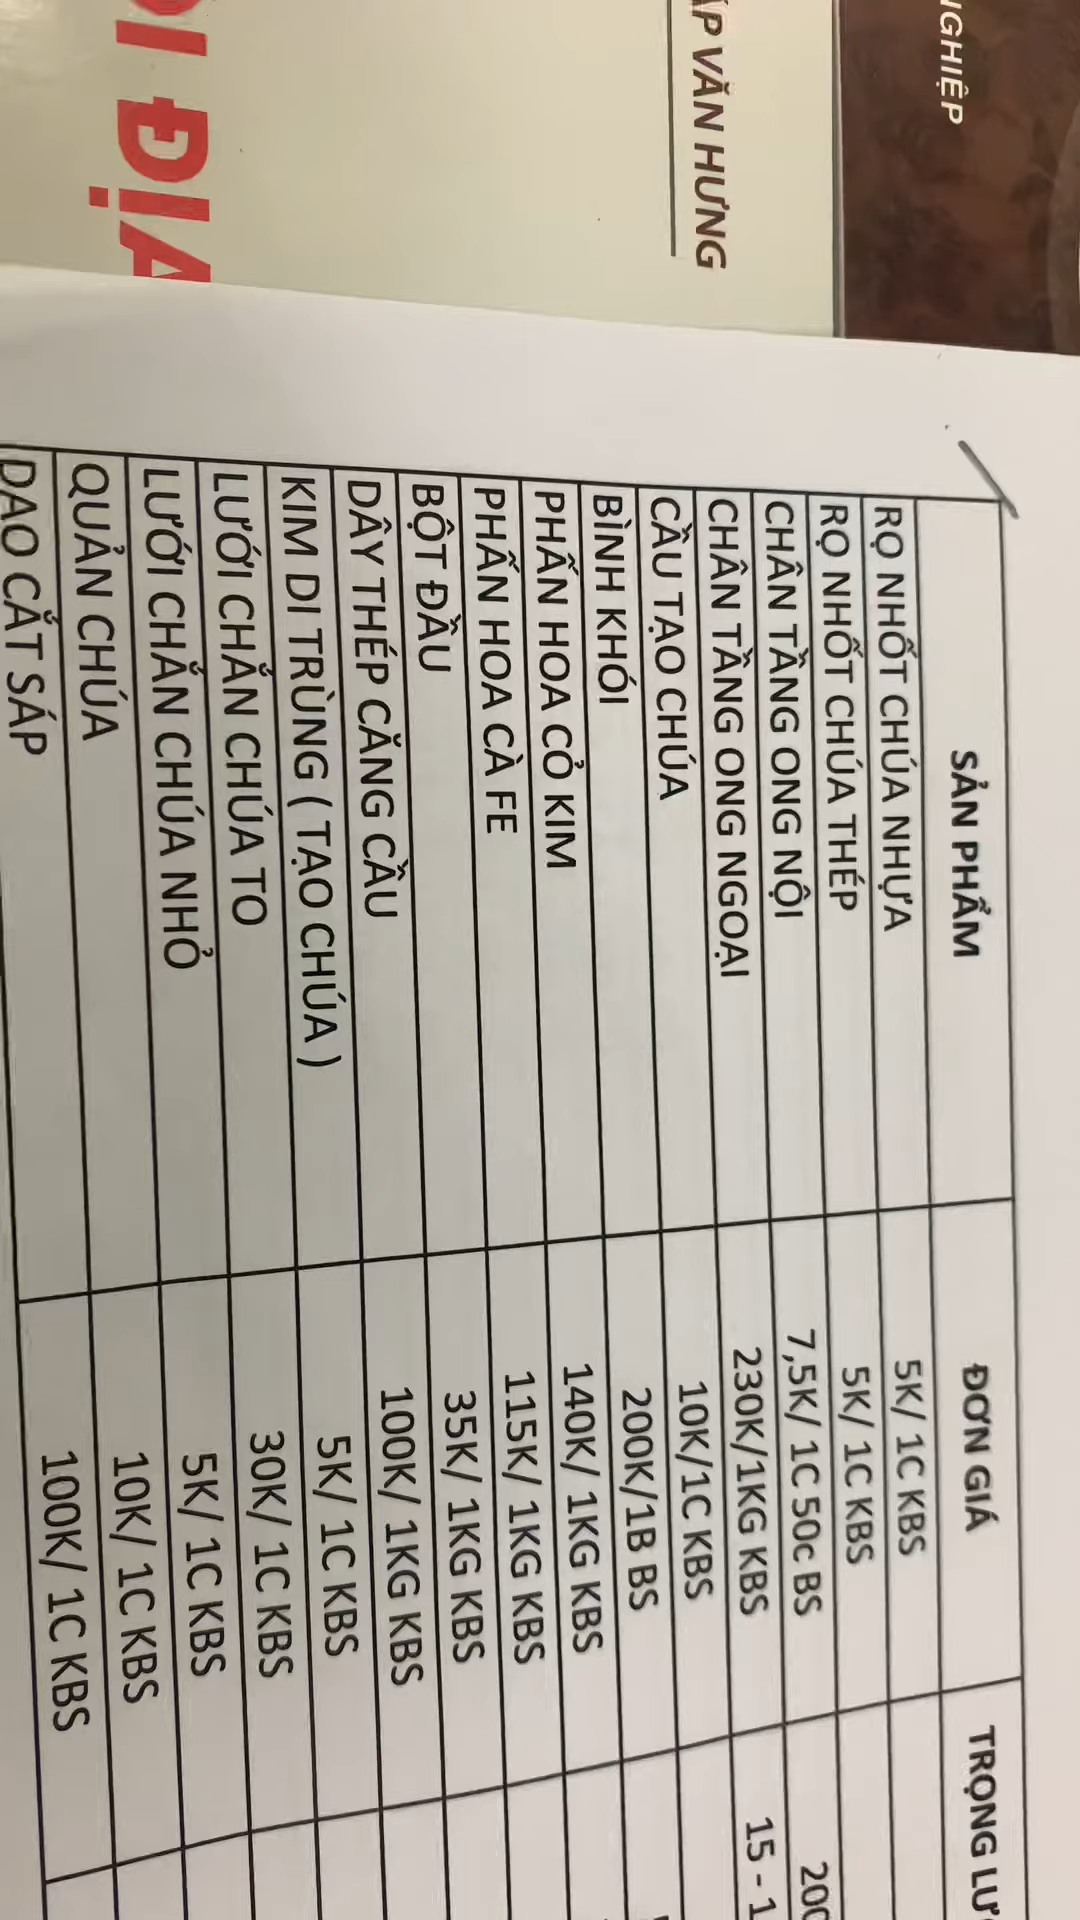 NGHIỆP
ẤP VĂN HƯNG
ĐỊA
SẢN PHẨM ĐƠN GIÁ TRỌNG LƯ
RỌ NHỐT CHÚA NHỰA 5K/ 1C KBS
RỌ NHỐT CHÚA THÉP 5K/ 1C KBS
CHÂN TẦNG ONG NỘI 7,5K/ 1C 50c BS 200
CHÂN TẦNG ONG NGOẠI 230K/1KG KBS 15 - 1
CẦU TẠO CHÚA 10K/1C KBS
BÌNH KHÓI 200K/1B BS
PHẤN HOA CỎ KIM 140K/ 1KG KBS
PHẤN HOA CÀ FE 115K/ 1KG KBS
BỘT ĐẦU 35K/ 1KG KBS
DÂY THÉP CĂNG CẦU 100K/ 1KG KBS
KIM DI TRÙNG ( TẠO CHÚA ) 5K/ 1C KBS
LƯỚI CHẮN CHÚA TO 30K/ 1C KBS
LƯỚI CHẮN CHÚA NHỎ 5K/ 1C KBS
QUẢN CHÚA 10K/ 1C KBS
DAO CẮT SÁP 100K/ 1C KBS